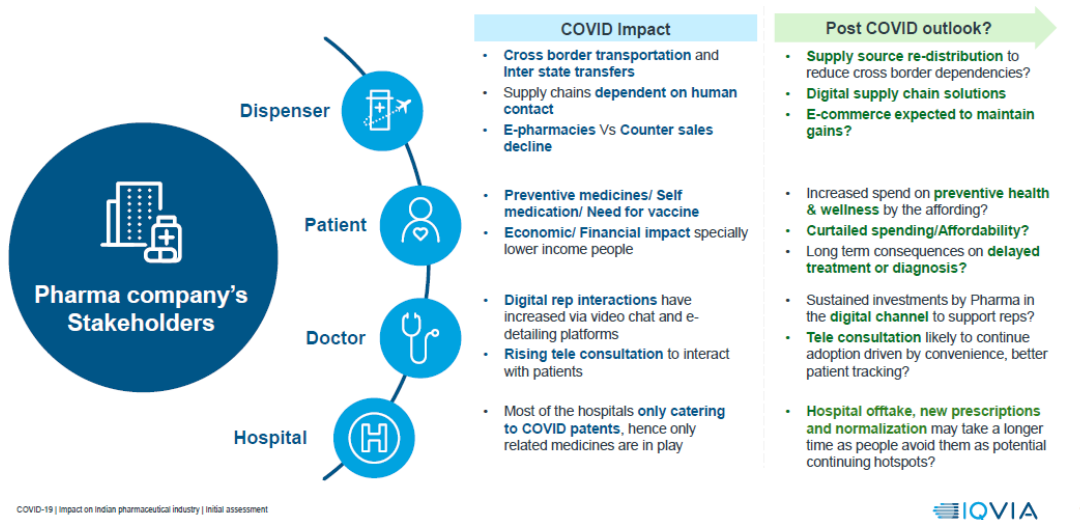 COVID Impact
Post COVID outlook?
Pharma company's
Stakeholders
Dispenser
• Cross border transportation and
Inter state transfers
• Supply chains dependent on human
contact
• E-pharmacies Vs Counter sales
decline
• Supply source re-distribution to
reduce cross border dependencies?
• Digital supply chain solutions
• E-commerce expected to maintain
gains?
Patient
• Preventive medicines/ Self
medication/ Need for vaccine
• Economic/ Financial impact specially
lower income people
• Increased spend on preventive health
& wellness by the affording?
• Curtailed spending/Affordability?
• Long term consequences on delayed
treatment or diagnosis?
Doctor
• Digital rep interactions have
increased via video chat and e-
detailing platforms
• Rising tele consultation to interact
with patients
• Sustained investments by Pharma in
the digital channel to support reps?
• Tele consultation likely to continue
adoption driven by convenience, better
patient tracking?
Hospital
H
• Most of the hospitals only catering
to COVID patents, hence only
related medicines are in play
• Hospital offtake, new prescriptions
and normalization may take a longer
time as people avoid them as potential
continuing hotspots?
COVID-19 | Impact on Indian pharmaceutical industry | Initial assessment
IQVIA